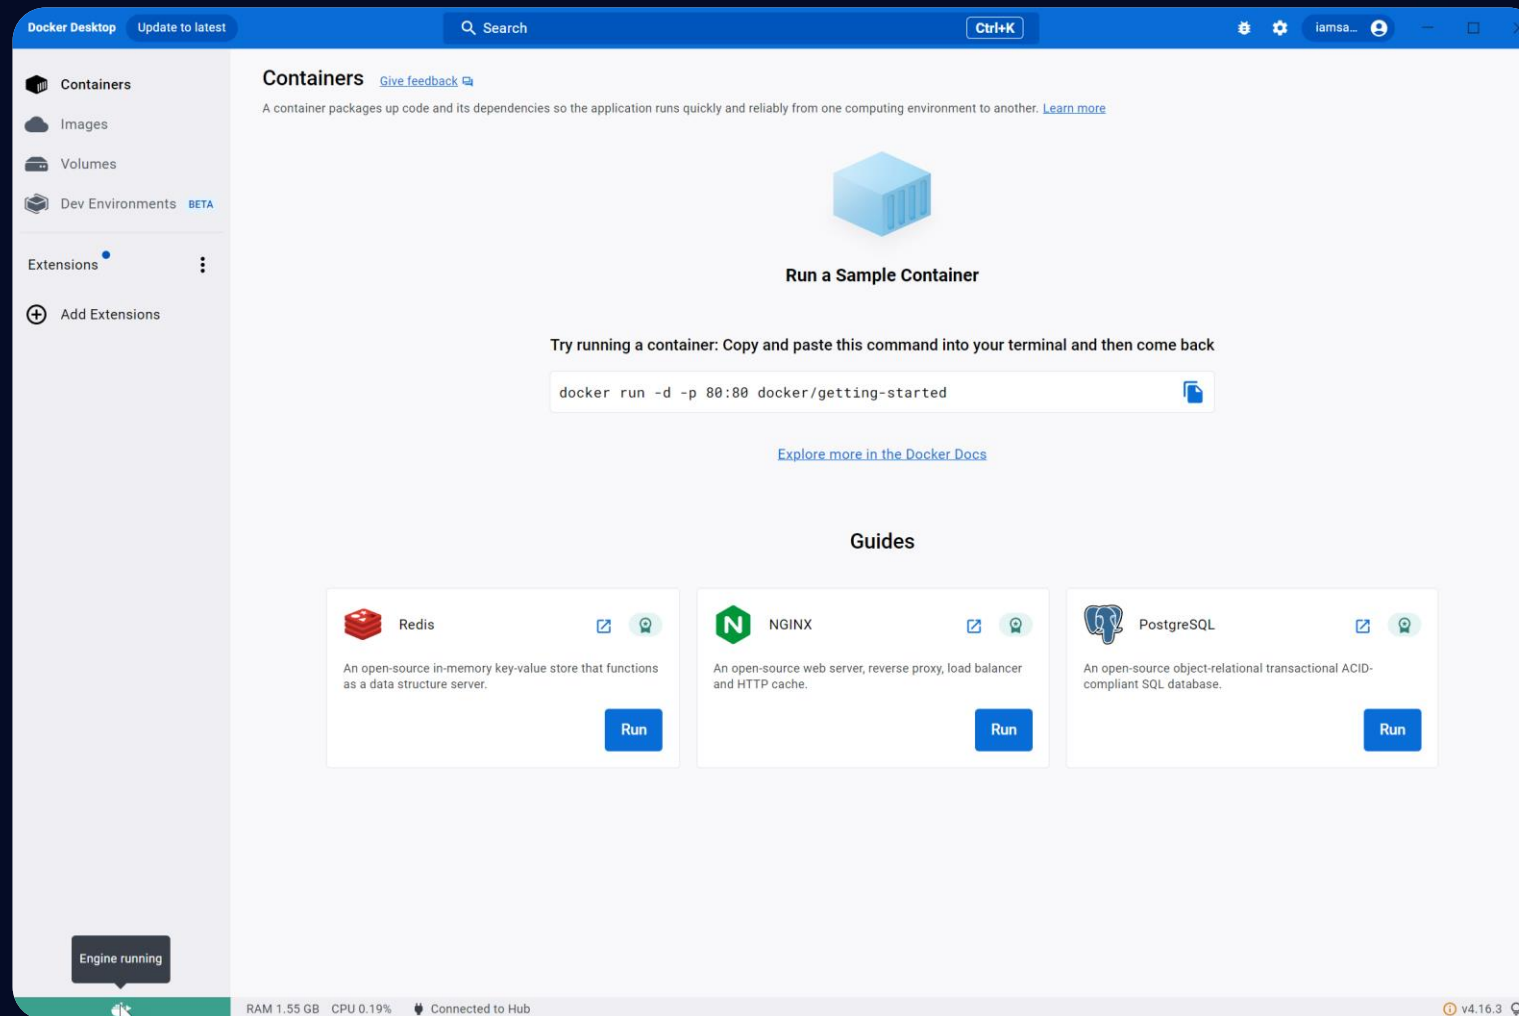 Docker Desktop Update to latest Search Ctrl+K iamsa...
Containers
Images
Volumes
Dev Environments BETA
Extensions
Add Extensions
Containers Give feedback
A container packages up code and its dependencies so the application runs quickly and reliably from one computing environment to another. Learn more
Run a Sample Container
Try running a container: Copy and paste this command into your terminal and then come back
docker run -d -p 80:80 docker/getting-started
Explore more in the Docker Docs
Guides
Redis
An open-source in-memory key-value store that functions
as a data structure server.
Run
NGINX
An open-source web server, reverse proxy, load balancer
and HTTP cache.
Run
PostgreSQL
An open-source object-relational transactional ACID-
compliant SQL database.
Run
Engine running
RAM 1.55 GB CPU 0.19% Connected to Hub v4.16.3